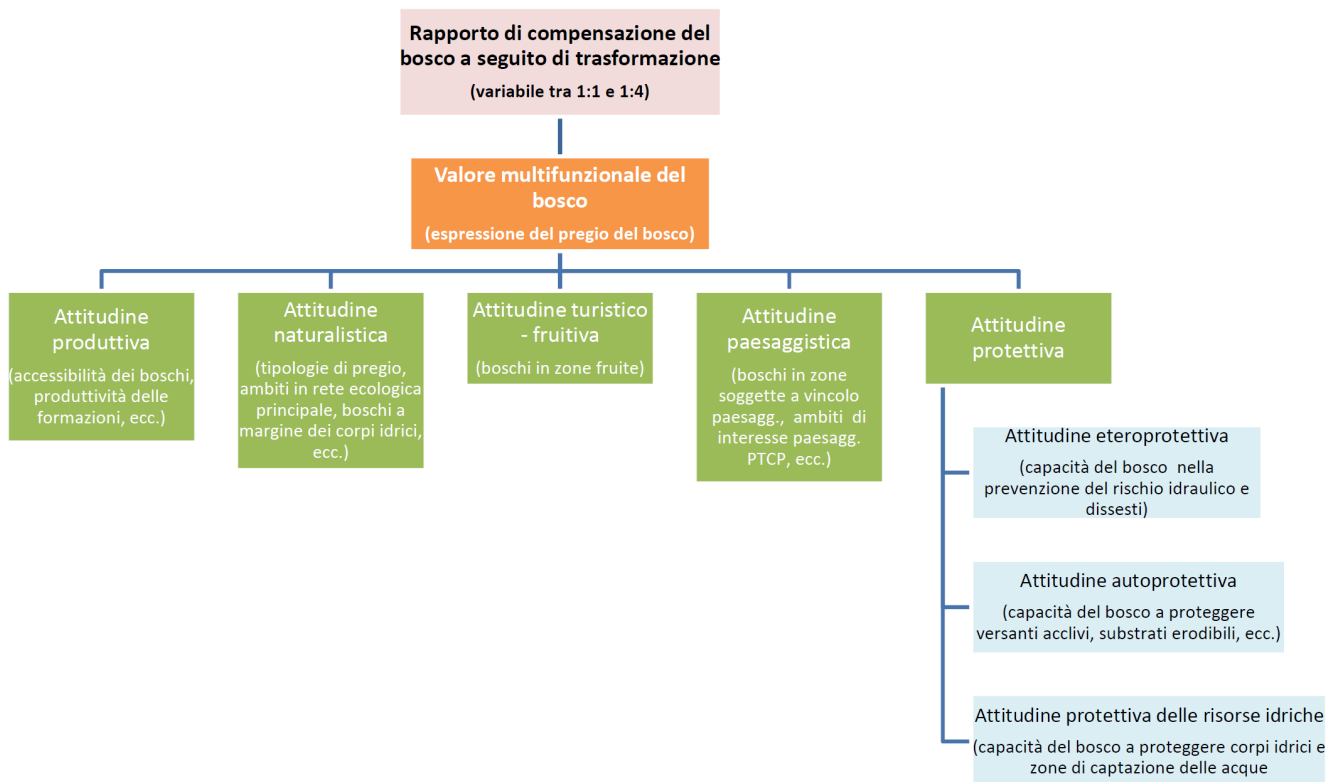 Rapporto di compensazione del
bosco a seguito di trasformazione
(variabile tra 1:1 e 1:4)
Valore multifunzionale del
bosco
(espressione del pregio del bosco)
Attitudine
produttiva
(accessibilità dei boschi,
produttività delle
formazioni, ecc.)
Attitudine
naturalistica
(tipologie di pregio,
ambiti in rete ecologica
principale, boschi a
margine dei corpi idrici,
ecc.)
Attitudine turistico
- fruitiva
(boschi in zone fruite)
Attitudine
paesaggistica
(boschi in zone
soggette a vincolo
paesagg., ambiti di
interesse paesagg.
PTCP, ecc.)
Attitudine
protettiva
Attitudine eteroprotettiva
(capacità del bosco nella
prevenzione del rischio idraulico e
dissesti)
Attitudine autoprotettiva
(capacità del bosco a proteggere
versanti acclivi, substrati erodibili, ecc.)
Attitudine protettiva delle risorse idriche
(capacità del bosco a proteggere corpi idrici e
zone di captazione delle acque